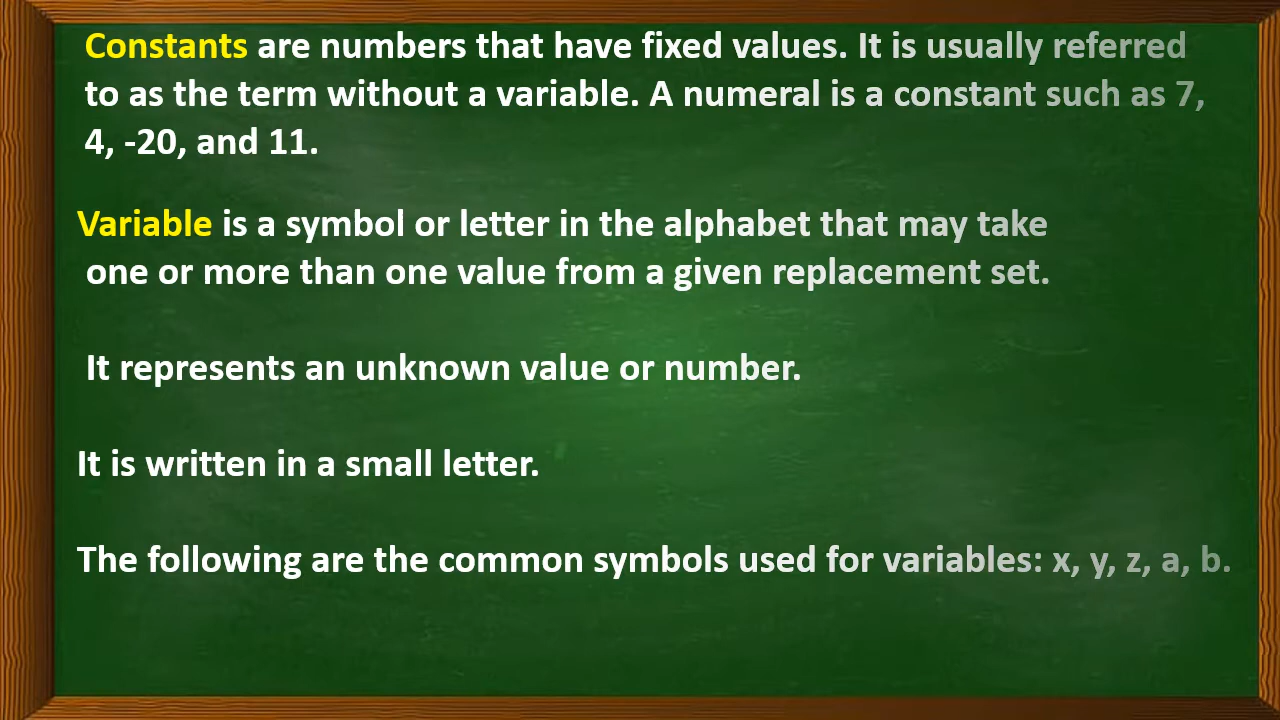 Constants are numbers that have fixed values. It is usually referred
to as the term without a variable. A numeral is a constant such as 7,
4, -20, and 11.
Variable is a symbol or letter in the alphabet that may take
one or more than one value from a given replacement set.
It represents an unknown value or number.
It is written in a small letter.
The following are the common symbols used for variables: x, y, z, a, b.